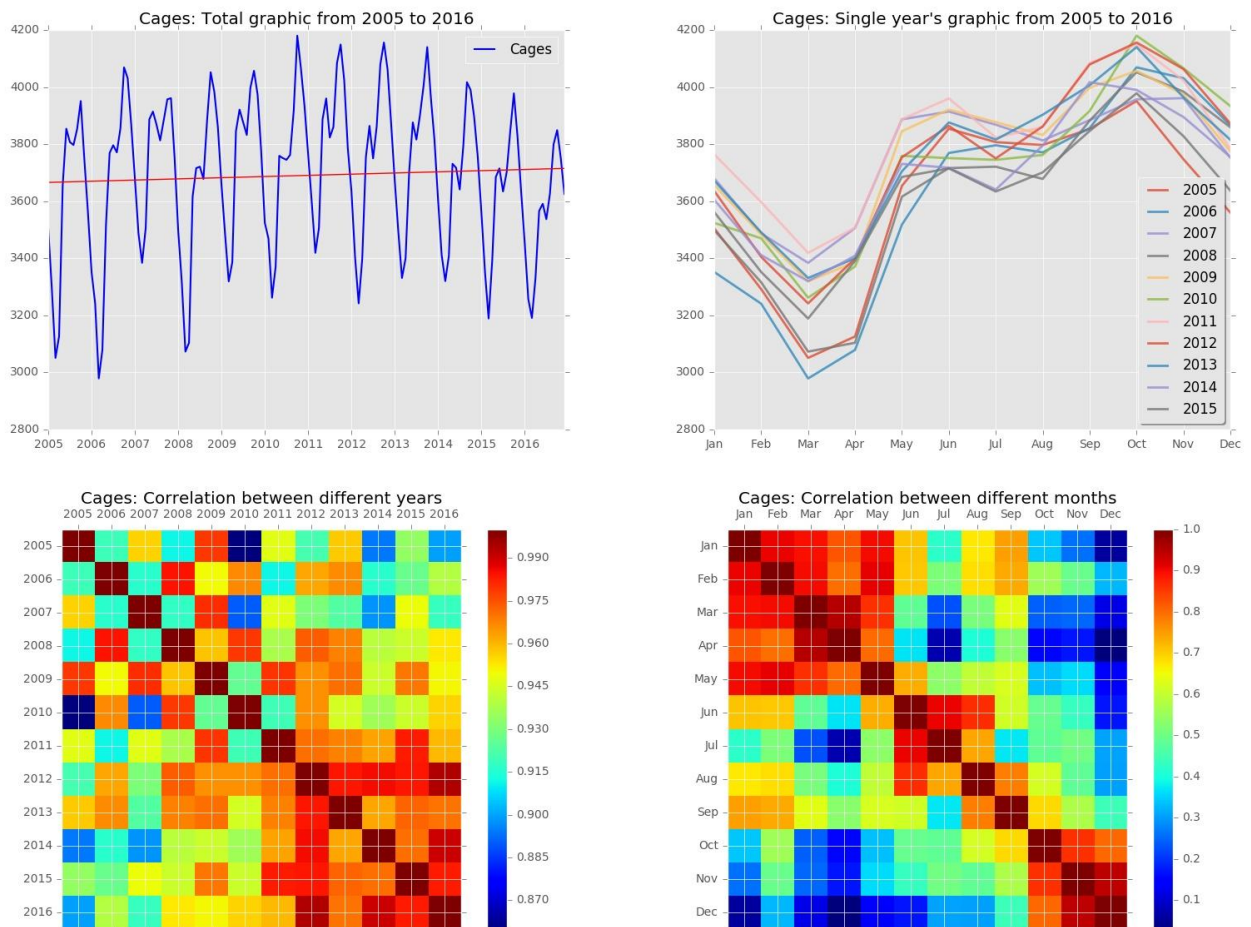 Cages: Total graphic from 2005 to 2016
4200
4000
3800
3600
3400
3200
3000
2800
Cages
2005 2006 2007 2008 2009 2010 2011 2012 2013 2014 2015 2016
Cages: Single year's graphic from 2005 to 2016
4200
4000
3800
3600
3400
3200
3000
2800
2005
2006
2007
2008
2009
2010
2011
2012
2013
2014
2015
Jan Feb Mar Apr May Jun Jul Aug Sep Oct Nov Dec
Cages: Correlation between different years
2005 2006 2007 2008 2009 2010 2011 2012 2013 2014 2015 2016
2005
2006
2007
2008
2009
2010
2011
2012
2013
2014
2015
2016
0.990
0.975
0.960
0.945
0.930
0.915
0.900
0.885
0.870
Cages: Correlation between different months
Jan Feb Mar Apr May Jun Jul Aug Sep Oct Nov Dec
Jan
Feb
Mar
Apr
May
Jun
Jul
Aug
Sep
Oct
Nov
Dec
1.0
0.9
0.8
0.7
0.6
0.5
0.4
0.3
0.2
0.1